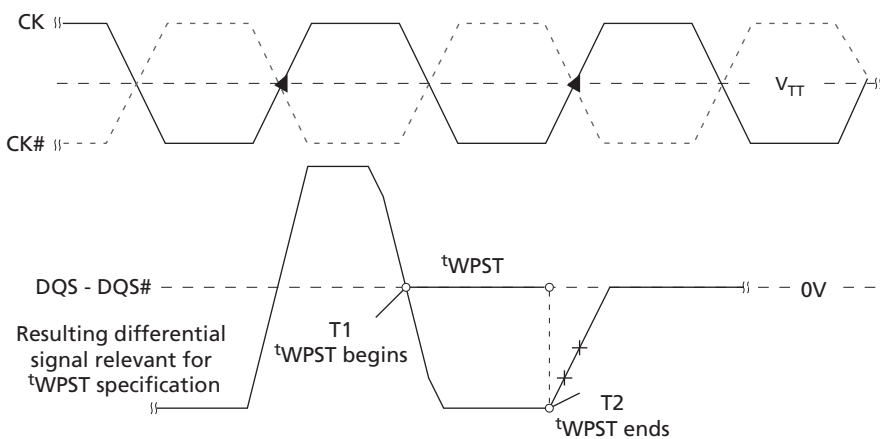 CK
V_TT
CK#
tWPST
DQS - DQS#
0V
Resulting differential
signal relevant for
tWPST specification
T1
tWPST begins
T2
tWPST ends